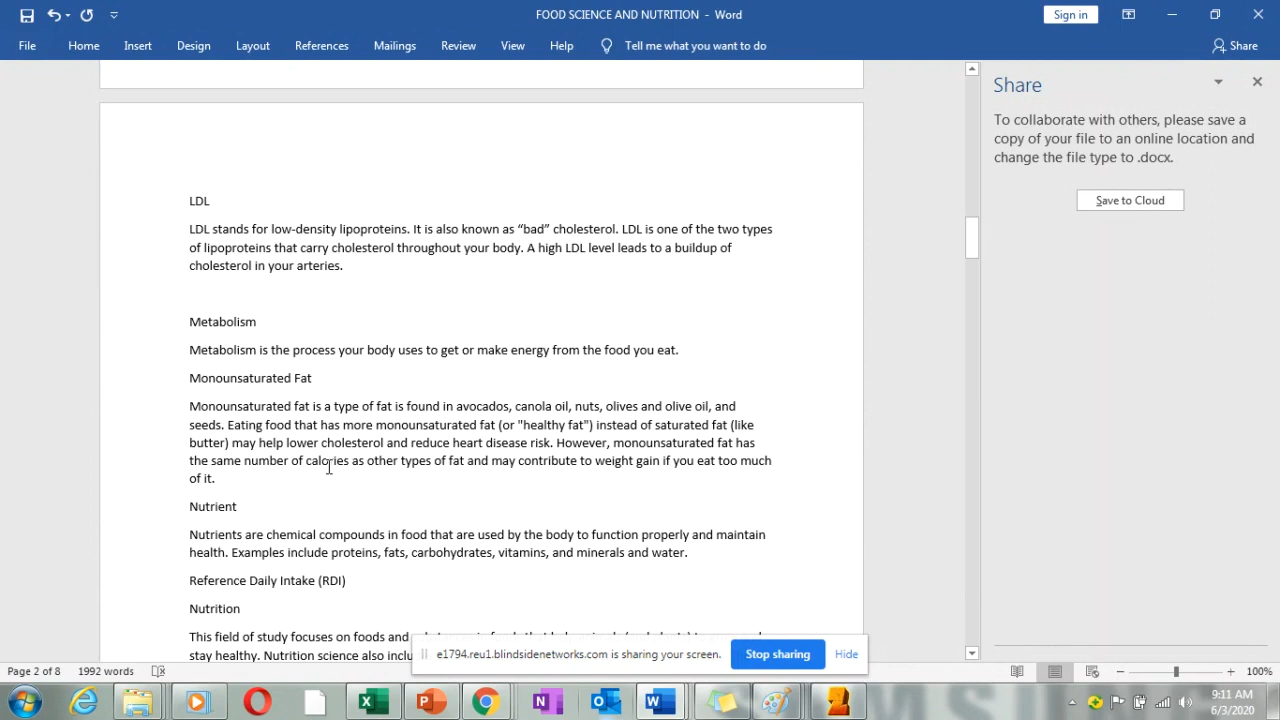 FOOD SCIENCE AND NUTRITION - Word
Sign in
File Home Insert Design Layout References Mailings Review View Help Tell me what you want to do Share
Share
To collaborate with others, please save a
copy of your file to an online location and
change the file type to .docx.
Save to Cloud
LDL
LDL stands for low-density lipoproteins. It is also known as “bad” cholesterol. LDL is one of the two types
of lipoproteins that carry cholesterol throughout your body. A high LDL level leads to a buildup of
cholesterol in your arteries.
Metabolism
Metabolism is the process your body uses to get or make energy from the food you eat.
Monounsaturated Fat
Monounsaturated fat is a type of fat is found in avocados, canola oil, nuts, olives and olive oil, and
seeds. Eating food that has more monounsaturated fat (or "healthy fat") instead of saturated fat (like
butter) may help lower cholesterol and reduce heart disease risk. However, monounsaturated fat has
the same number of calories as other types of fat and may contribute to weight gain if you eat too much
of it.
Nutrient
Nutrients are chemical compounds in food that are used by the body to function properly and maintain
health. Examples include proteins, fats, carbohydrates, vitamins, and minerals and water.
Reference Daily Intake (RDI)
Nutrition
This field of study focuses on foods and
stay healthy. Nutrition science also
e1794.reu1.blindsidenetworks.com is sharing your screen. Stop sharing Hide
Page 2 of 8 1992 words 100%
9:11 AM
6/3/2020